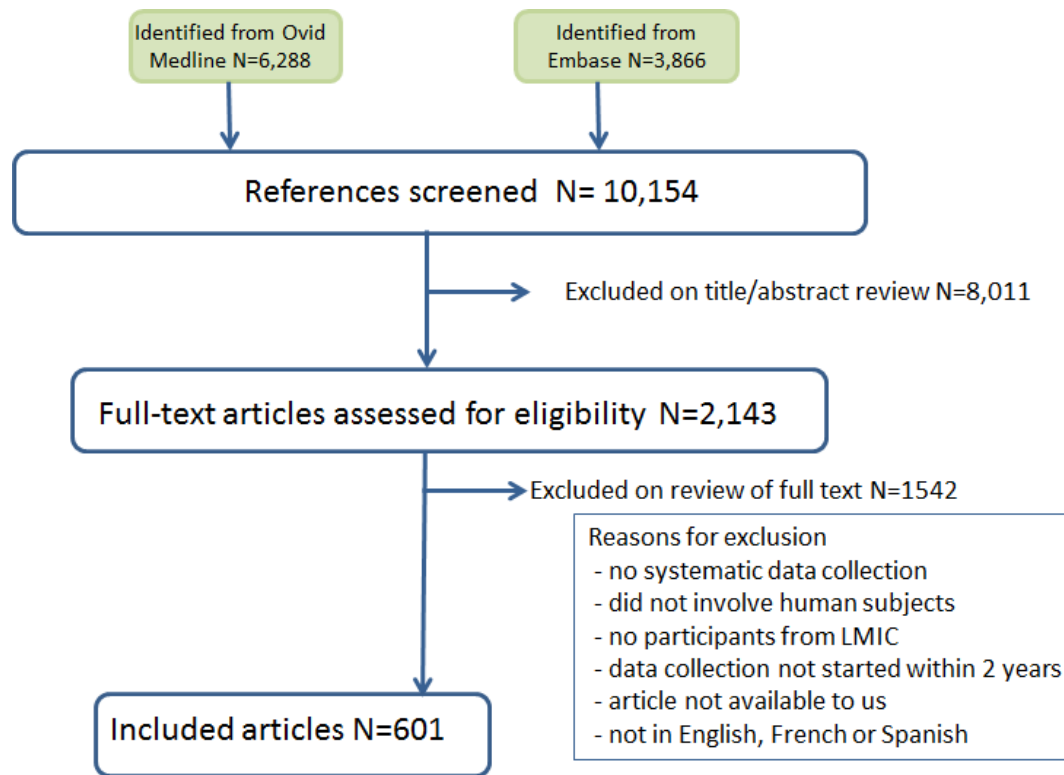 Identified from Ovid
Medline N=6,288
Identified from
Embase N=3,866
References screened N= 10,154
Excluded on title/abstract review N=8,011
Full-text articles assessed for eligibility N=2,143
Excluded on review of full text N=1542
Reasons for exclusion
- no systematic data collection
- did not involve human subjects
- no participants from LMIC
- data collection not started within 2 years
- article not available to us
- not in English, French or Spanish
Included articles N=601